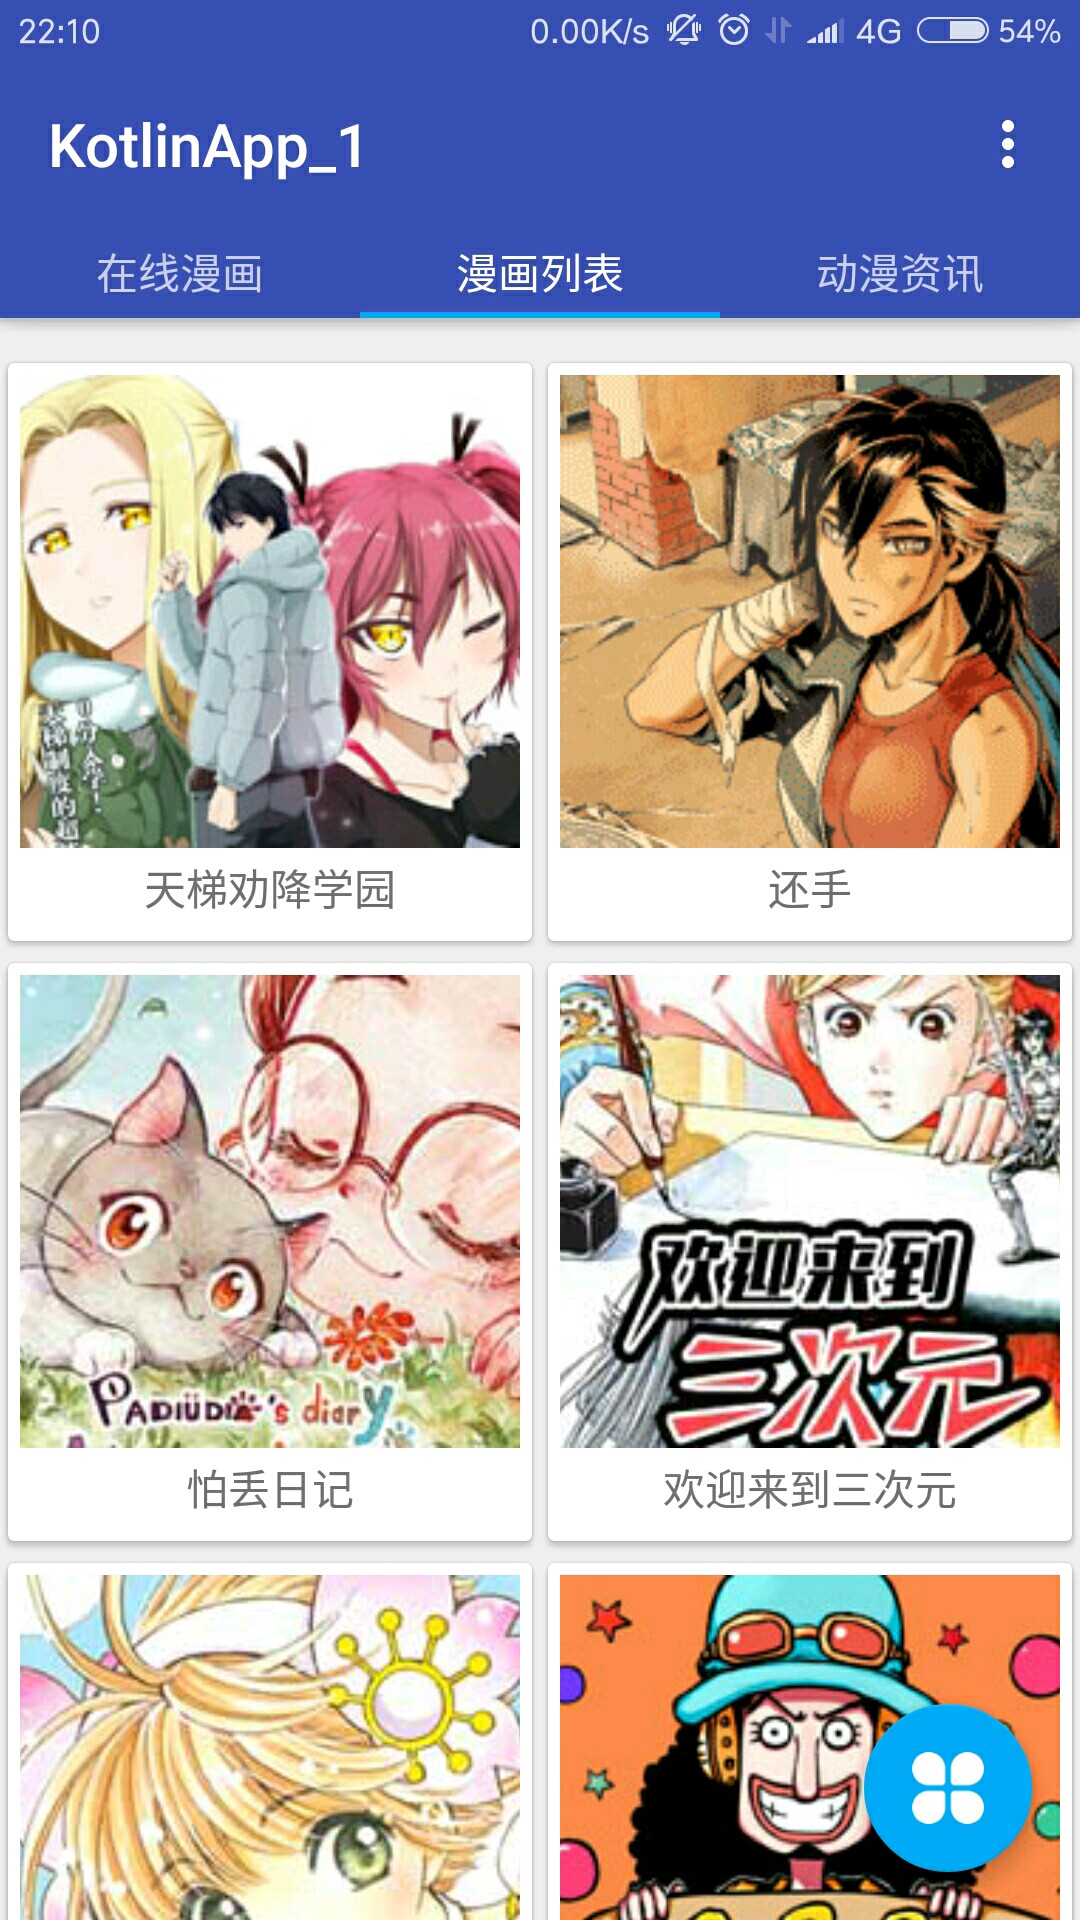 22:10 0.00K/s 4G 54%
KotlinApp_1
在线漫画 漫画列表 动漫资讯
天梯劝降学园 还手
PADIÜDIA's diary
欢迎来到
三次元
怕丢日记 欢迎来到三次元